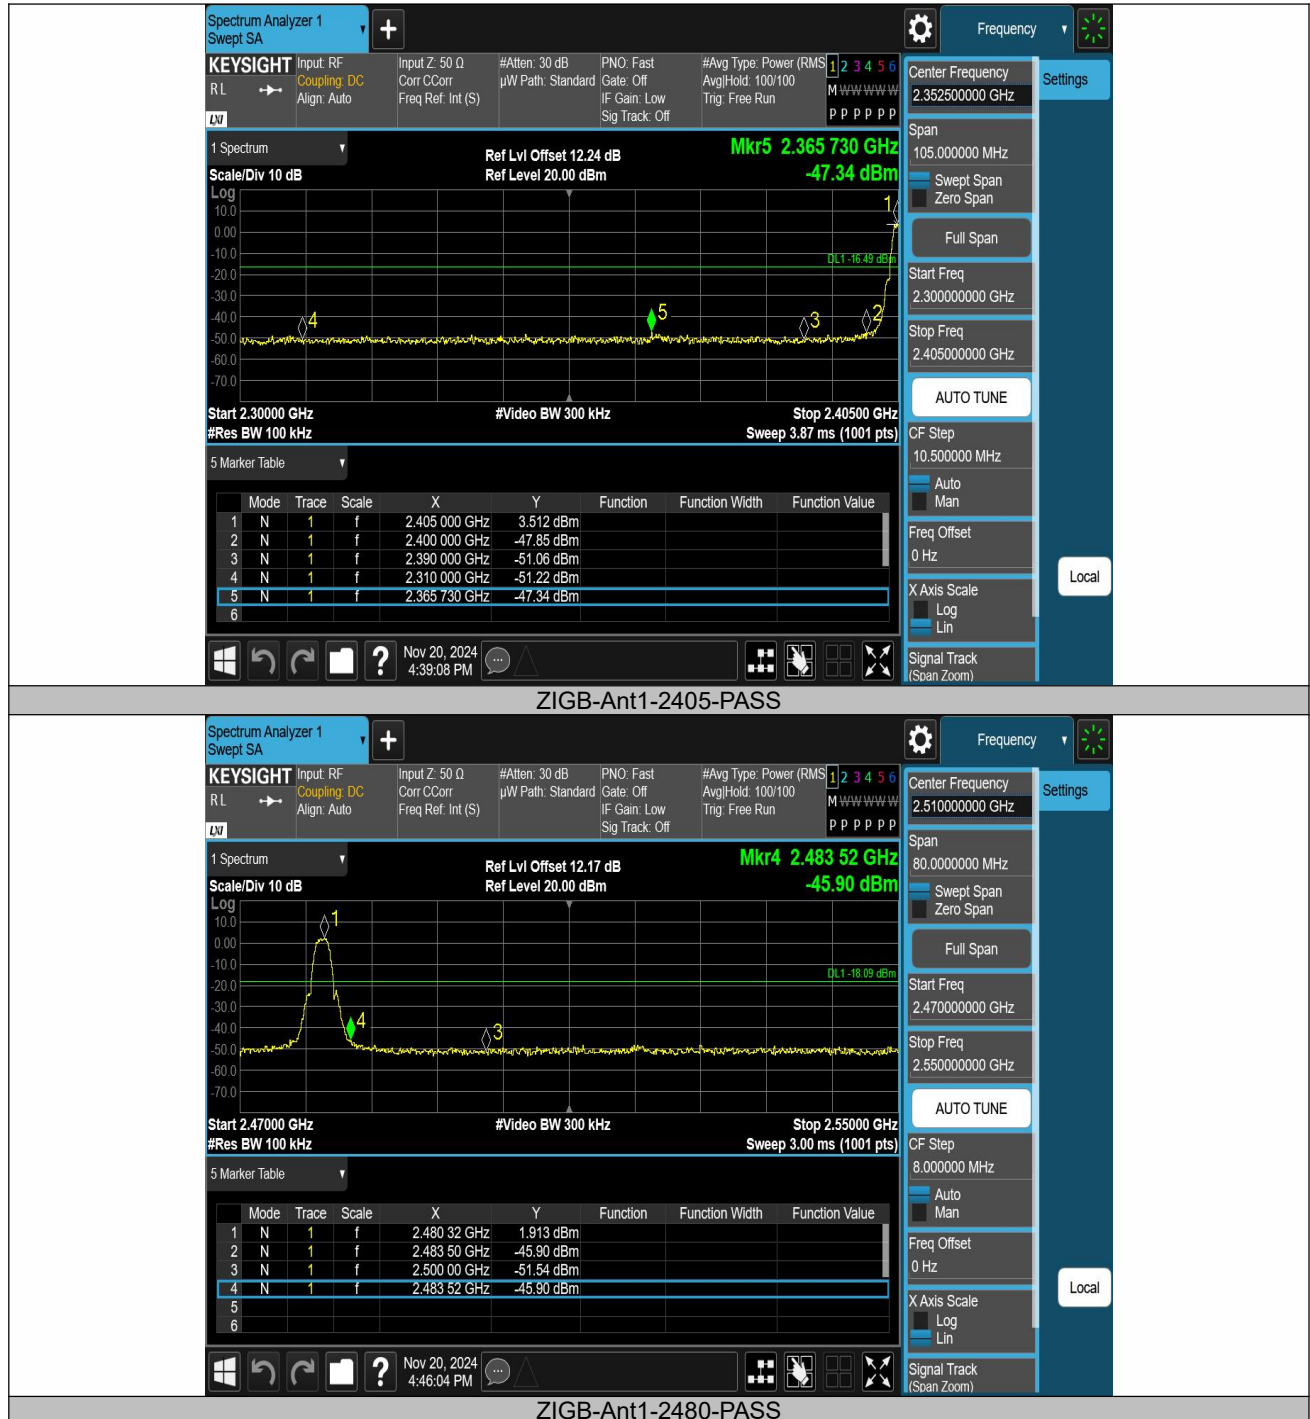 Spectrum Analyzer 1
Swept SA
Frequency
KEYSIGHT
RL
LXI
Input: RF
Coupling: DC
Align: Auto
Input Z: 50 Ω
Corr CCorr
Freq Ref: Int (S)
#Atten: 30 dB
µW Path: Standard
PNO: Fast
Gate: Off
IF Gain: Low
Sig Track: Off
#Avg Type: Power (RMS
Avg|Hold: 100/100
Trig: Free Run
1 2 3 4 5 6
M W W W W W
P P P P P P
1 Spectrum
Scale/Div 10 dB
Ref Lvl Offset 12.24 dB
Ref Level 20.00 dBm
Mkr5 2.365 730 GHz
-47.34 dBm
Log
10.0
0.00
-10.0
-20.0
-30.0
-40.0
-50.0
-60.0
-70.0
DL1 -16.49 dBm
1
2
3
4
5
Start 2.30000 GHz
#Video BW 300 kHz
Stop 2.40500 GHz
#Res BW 100 kHz
Sweep 3.87 ms (1001 pts)
5 Marker Table
Mode Trace Scale X Y Function Function Width Function Value
1 N 1 f 2.405 000 GHz 3.512 dBm
2 N 1 f 2.400 000 GHz -47.85 dBm
3 N 1 f 2.390 000 GHz -51.06 dBm
4 N 1 f 2.310 000 GHz -51.22 dBm
5 N 1 f 2.365 730 GHz -47.34 dBm
6
Nov 20, 2024
4:39:08 PM
Center Frequency
2.352500000 GHz
Settings
Span
105.000000 MHz
Swept Span
Zero Span
Full Span
Start Freq
2.300000000 GHz
Stop Freq
2.405000000 GHz
AUTO TUNE
CF Step
10.500000 MHz
Auto
Man
Freq Offset
0 Hz
X Axis Scale
Log
Lin
Local
Signal Track
(Span Zoom)
ZIGB-Ant1-2405-PASS
Spectrum Analyzer 1
Swept SA
Frequency
KEYSIGHT
RL
LXI
Input: RF
Coupling: DC
Align: Auto
Input Z: 50 Ω
Corr CCorr
Freq Ref: Int (S)
#Atten: 30 dB
µW Path: Standard
PNO: Fast
Gate: Off
IF Gain: Low
Sig Track: Off
#Avg Type: Power (RMS
Avg|Hold: 100/100
Trig: Free Run
1 2 3 4 5 6
M W W W W W
P P P P P P
1 Spectrum
Scale/Div 10 dB
Ref Lvl Offset 12.17 dB
Ref Level 20.00 dBm
Mkr4 2.483 52 GHz
-45.90 dBm
Log
10.0
0.00
-10.0
-20.0
-30.0
-40.0
-50.0
-60.0
-70.0
DL1 -18.09 dBm
1
4
3
Start 2.47000 GHz
#Video BW 300 kHz
Stop 2.55000 GHz
#Res BW 100 kHz
Sweep 3.00 ms (1001 pts)
5 Marker Table
Mode Trace Scale X Y Function Function Width Function Value
1 N 1 f 2.480 32 GHz 1.913 dBm
2 N 1 f 2.483 50 GHz -45.90 dBm
3 N 1 f 2.500 00 GHz -51.54 dBm
4 N 1 f 2.483 52 GHz -45.90 dBm
5
6
Nov 20, 2024
4:46:04 PM
Center Frequency
2.510000000 GHz
Settings
Span
80.0000000 MHz
Swept Span
Zero Span
Full Span
Start Freq
2.470000000 GHz
Stop Freq
2.550000000 GHz
AUTO TUNE
CF Step
8.000000 MHz
Auto
Man
Freq Offset
0 Hz
X Axis Scale
Log
Lin
Local
Signal Track
(Span Zoom)
ZIGB-Ant1-2480-PASS